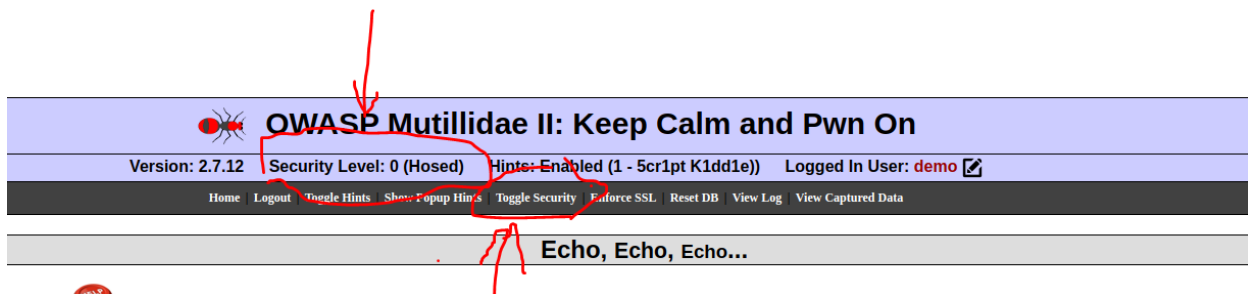 OWASP Mutillidae II: Keep Calm and Pwn On
Version: 2.7.12 Security Level: 0 (Hosed) Hints: Enabled (1 - 5cr1pt K1dd1e)) Logged In User: demo
Home | Logout | Toggle Hints | Show Popup Hints | Toggle Security | Enforce SSL | Reset DB | View Log | View Captured Data
Echo, Echo, Echo...